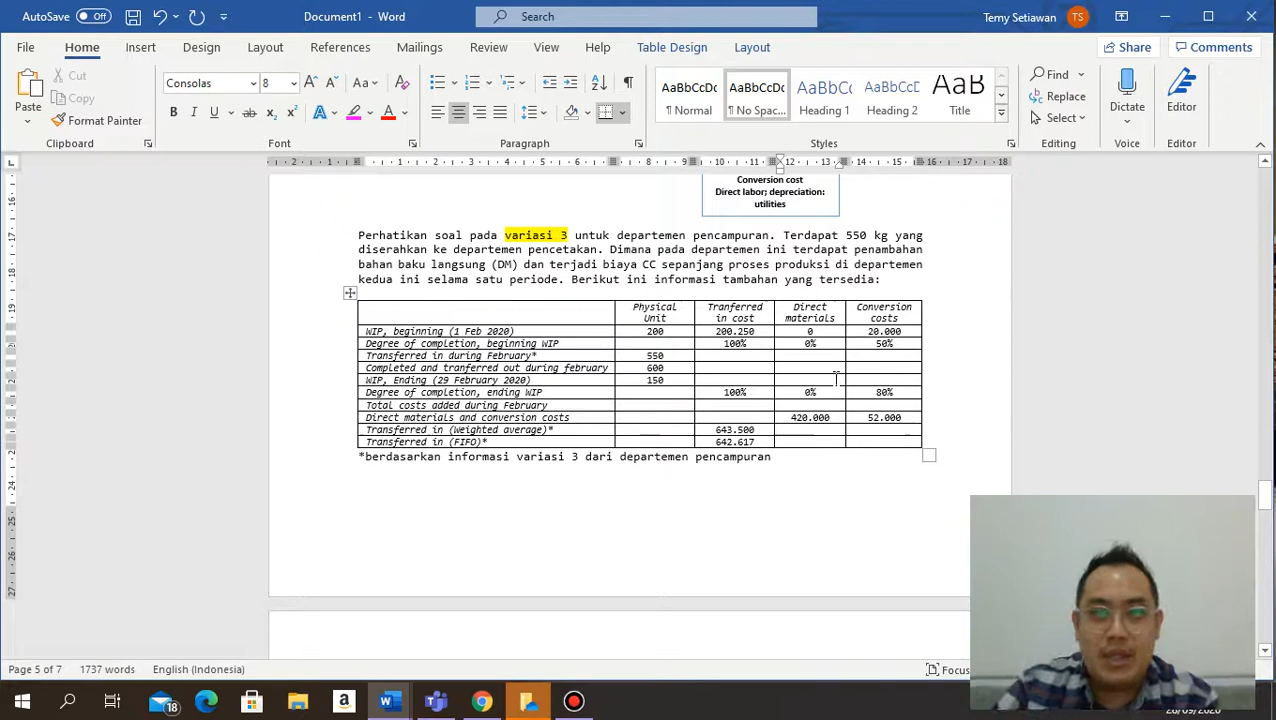 AutoSave Off Document1 - Word Search Temy Setiawan TS
File Home Insert Design Layout References Mailings Review View Help Table Design Layout Share Comments
Paste Cut Copy Format Painter
Consolas 8
AaBbCcDc AaBbCcDc AaBbCc AaBbCcD AaB
¶ Normal ¶ No Spac... Heading 1 Heading 2 Title
Find Replace Select Dictate Editor
Clipboard Font Paragraph Styles Editing Voice Editor
Conversion cost
Direct labor; depreciation:
utilities
Perhatikan soal pada variasi 3 untuk departemen pencampuran. Terdapat 550 kg yang
diserahkan ke departemen pencetakan. Dimana pada departemen ini terdapat penambahan
bahan baku langsung (DM) dan terjadi biaya CC sepanjang proses produksi di departemen
kedua ini selama satu periode. Berikut ini informasi tambahan yang tersedia:
Physical Unit Tranferred in cost Direct materials Conversion costs
WIP, beginning (1 Feb 2020) 200 200.250 0 20.000
Degree of completion, beginning WIP 100% 0% 50%
Transferred in during February* 550
Completed and tranferred out during february 600
WIP, Ending (29 February 2020) 150
Degree of completion, ending WIP 100% 0% 80%
Total costs added during February
Direct materials and conversion costs 420.000 52.000
Transferred in (Weighted average)* 643.500
Transferred in (FIFO)* 642.617
*berdasarkan informasi variasi 3 dari departemen pencampuran
Page 5 of 7 1737 words English (Indonesia) Focus
18
28/09/2020